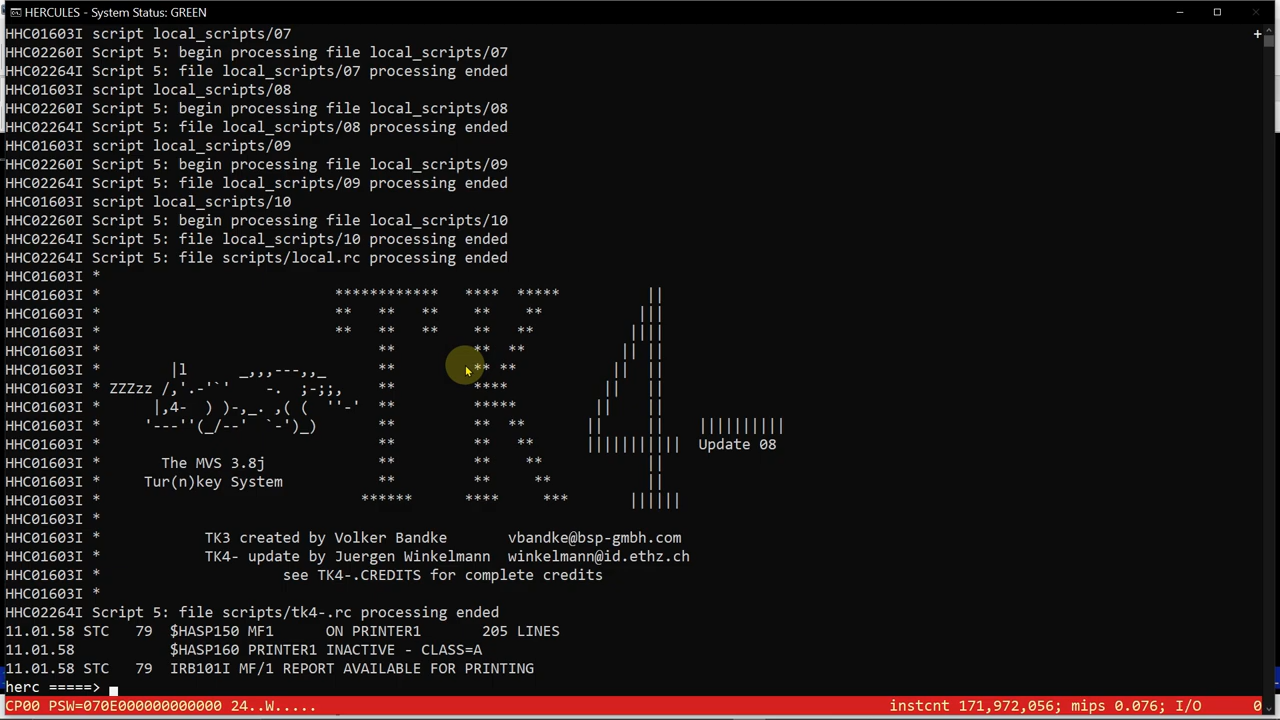 HERCULES - System Status: GREEN
HHC01603I script local_scripts/07
HHC02260I Script 5: begin processing file local_scripts/07
HHC02264I Script 5: file local_scripts/07 processing ended
HHC01603I script local_scripts/08
HHC02260I Script 5: begin processing file local_scripts/08
HHC02264I Script 5: file local_scripts/08 processing ended
HHC01603I script local_scripts/09
HHC02260I Script 5: begin processing file local_scripts/09
HHC02264I Script 5: file local_scripts/09 processing ended
HHC01603I script local_scripts/10
HHC02260I Script 5: begin processing file local_scripts/10
HHC02264I Script 5: file local_scripts/10 processing ended
HHC02264I Script 5: file scripts/local.rc processing ended
HHC01603I *
HHC01603I *                           ************   ****  *****          ||
HHC01603I *                           **   **   **    **    **           |||
HHC01603I *                           **   **   **    **   **           ||||
HHC01603I *                                **         **  **           || ||
HHC01603I *        |l      _,,,---,,_      **         ** **           ||  ||
HHC01603I * ZZZzz /,'.-'`'    -.  ;-;;,    **         ****           ||   ||
HHC01603I *      |,4-  ) )-,_. ,( (  ''-'  **         *****         ||    ||
HHC01603I *     '---''(_/--'  `-')_)       **         **  **       ||     ||    ||||||||||
HHC01603I *                                **         **   **      |||||||||||  Update 08
HHC01603I *       The MVS 3.8j             **         **    **            ||
HHC01603I *     Tur(n)key System           **         **     **           ||
HHC01603I *                              ******      ****     ***       ||||||
HHC01603I *
HHC01603I *            TK3 created by Volker Bandke       vbandke@bsp-gmbh.com
HHC01603I *            TK4- update by Juergen Winkelmann  winkelmann@id.ethz.ch
HHC01603I *                     see TK4-.CREDITS for complete credits
HHC01603I *
HHC02264I Script 5: file scripts/tk4-.rc processing ended
11.01.58 STC   79  $HASP150 MF1      ON PRINTER1       205 LINES
11.01.58           $HASP160 PRINTER1 INACTIVE - CLASS=A
11.01.58 STC   79  IRB101I MF/1 REPORT AVAILABLE FOR PRINTING
herc =====>
CP00 PSW=070E000000000000 24..W..... instcnt 171,972,056; mips 0.076; I/O 0